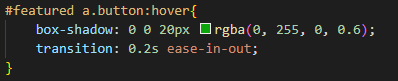 #featured a.button:hover{
    box-shadow: 0 0 20px rgba(0, 255, 0, 0.6);
    transition: 0.2s ease-in-out;
}